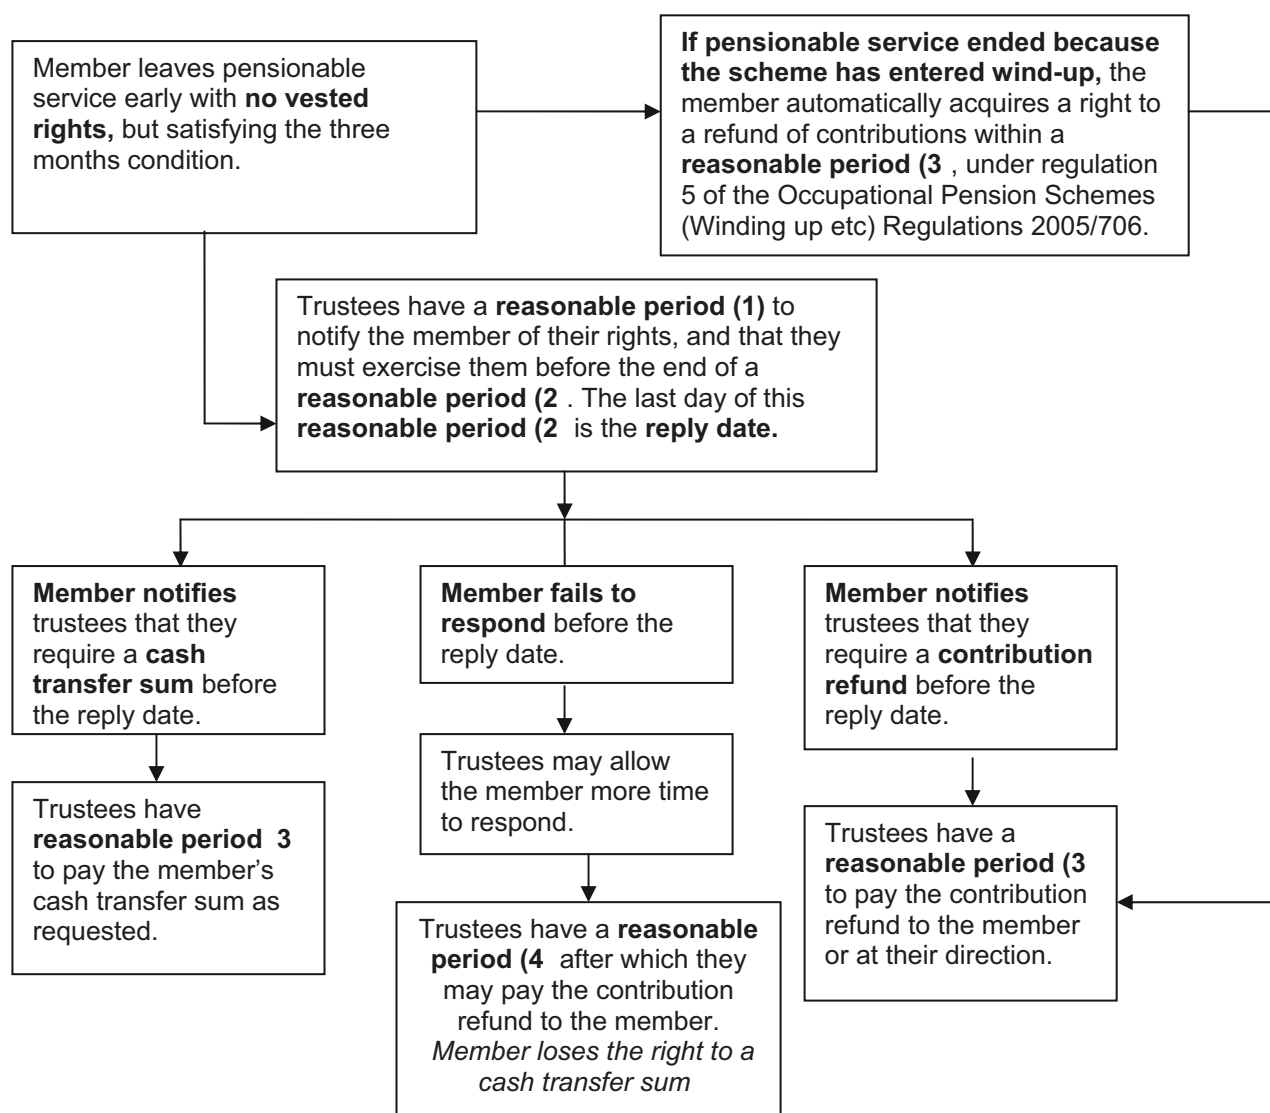 Member leaves pensionable
service early with no vested
rights, but satisfying the three
months condition.
If pensionable service ended because
the scheme has entered wind-up, the
member automatically acquires a right to
a refund of contributions within a
reasonable period (3 , under regulation
5 of the Occupational Pension Schemes
(Winding up etc) Regulations 2005/706.
Trustees have a reasonable period (1) to
notify the member of their rights, and that they
must exercise them before the end of a
reasonable period (2 . The last day of this
reasonable period (2 is the reply date.
Member notifies
trustees that they
require a cash
transfer sum before
the reply date.
Member fails to
respond before the
reply date.
Member notifies
trustees that they
require a contribution
refund before the
reply date.
Trustees have
reasonable period 3
to pay the member's
cash transfer sum as
requested.
Trustees may allow
the member more time
to respond.
Trustees have a
reasonable period (3
to pay the contribution
refund to the member
or at their direction.
Trustees have a reasonable
period (4 after which they
may pay the contribution
refund to the member.
Member loses the right to a
cash transfer sum